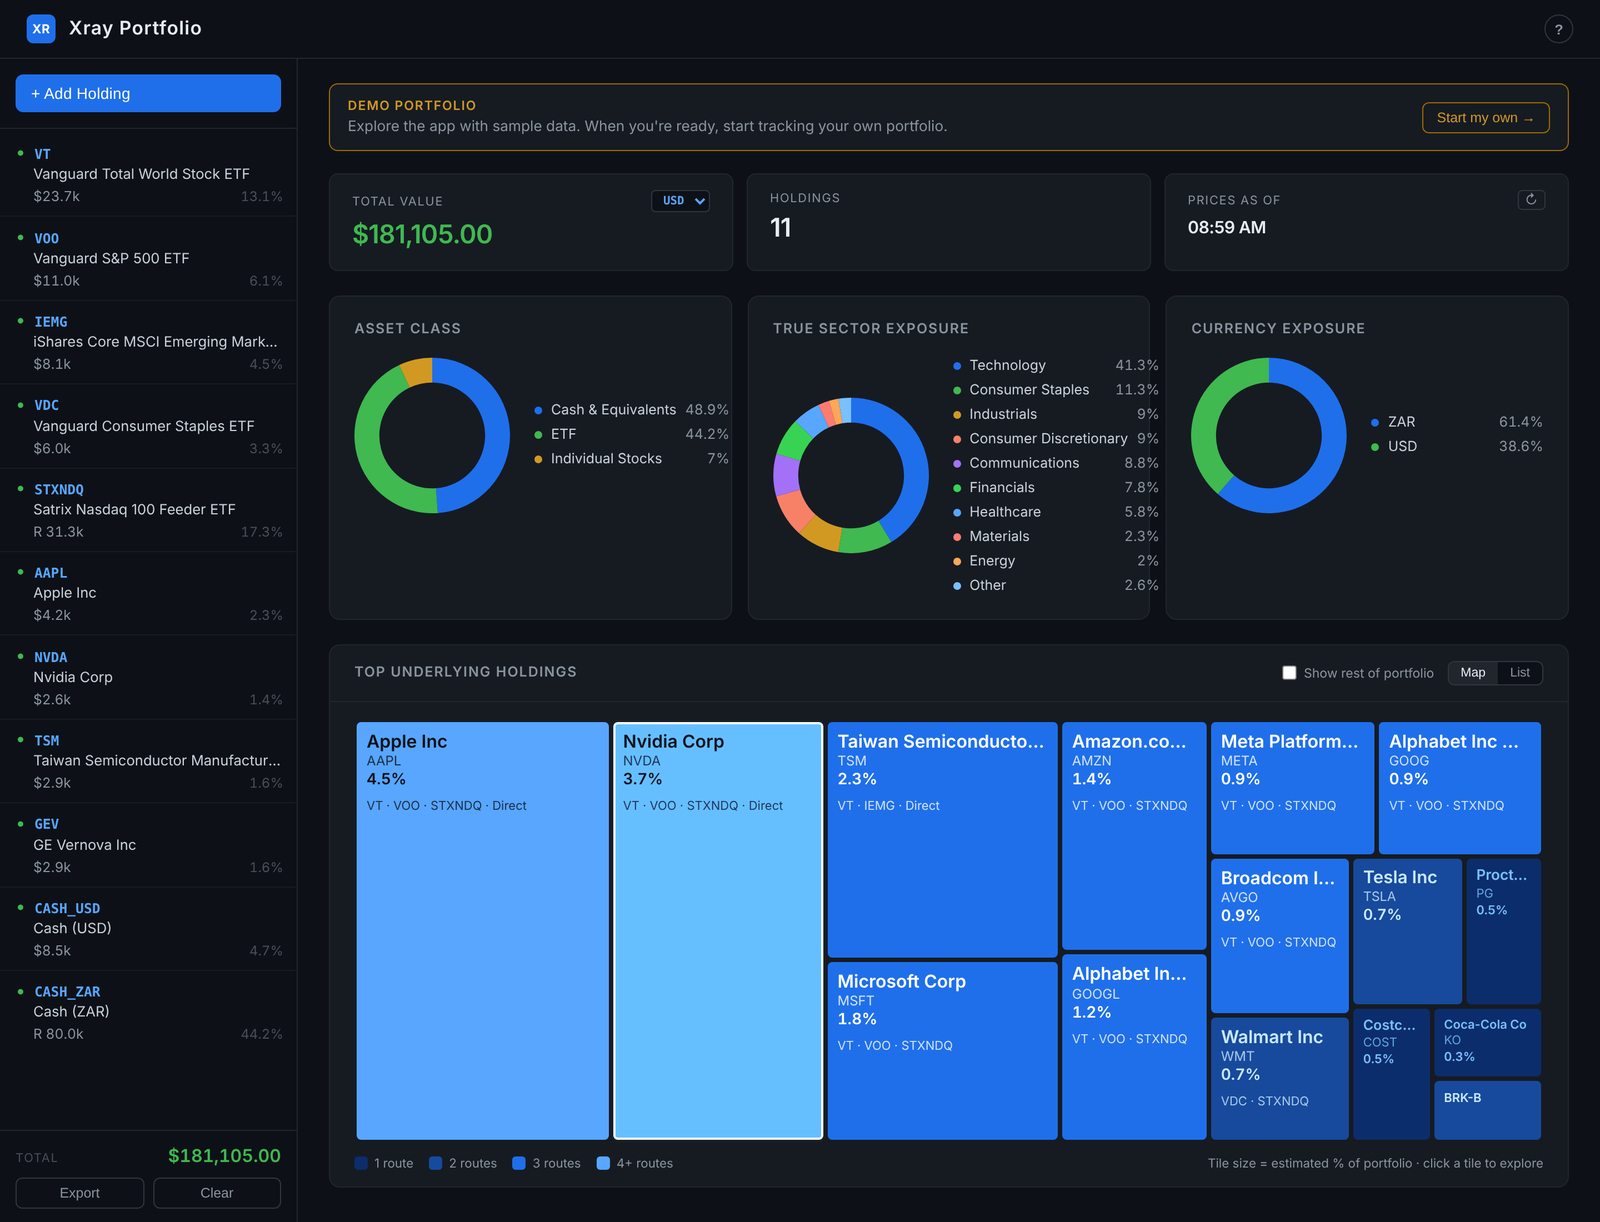 XR Xray Portfolio
?
+ Add Holding
VT
Vanguard Total World Stock ETF
$23.7k 13.1%
VOO
Vanguard S&P 500 ETF
$11.0k 6.1%
IEMG
iShares Core MSCI Emerging Mark...
$8.1k 4.5%
VDC
Vanguard Consumer Staples ETF
$6.0k 3.3%
STXNDQ
Satrix Nasdaq 100 Feeder ETF
R 31.3k 17.3%
AAPL
Apple Inc
$4.2k 2.3%
NVDA
Nvidia Corp
$2.6k 1.4%
TSM
Taiwan Semiconductor Manufactur...
$2.9k 1.6%
GEV
GE Vernova Inc
$2.9k 1.6%
CASH_USD
Cash (USD)
$8.5k 4.7%
CASH_ZAR
Cash (ZAR)
R 80.0k 44.2%
TOTAL $181,105.00
Export Clear
DEMO PORTFOLIO
Explore the app with sample data. When you're ready, start tracking your own portfolio.
Start my own →
TOTAL VALUE USD
$181,105.00
HOLDINGS
11
PRICES AS OF
08:59 AM
ASSET CLASS
Cash & Equivalents 48.9%
ETF 44.2%
Individual Stocks 7%
TRUE SECTOR EXPOSURE
Technology 41.3%
Consumer Staples 11.3%
Industrials 9%
Consumer Discretionary 9%
Communications 8.8%
Financials 7.8%
Healthcare 5.8%
Materials 2.3%
Energy 2%
Other 2.6%
CURRENCY EXPOSURE
ZAR 61.4%
USD 38.6%
TOP UNDERLYING HOLDINGS
Show rest of portfolio Map List
Apple Inc
AAPL
4.5%
VT · VOO · STXNDQ · Direct
Nvidia Corp
NVDA
3.7%
VT · VOO · STXNDQ · Direct
Taiwan Semiconducto...
TSM
2.3%
VT · IEMG · Direct
Microsoft Corp
MSFT
1.8%
VT · VOO · STXNDQ
Amazon.co...
AMZN
1.4%
VT · VOO · STXNDQ
Alphabet In...
GOOGL
1.2%
VT · VOO · STXNDQ
Meta Platform...
META
0.9%
VT · VOO · STXNDQ
Alphabet Inc ...
GOOG
0.9%
VT · VOO · STXNDQ
Broadcom I...
AVGO
0.9%
VT · VOO · STXNDQ
Tesla Inc
TSLA
0.7%
Proct...
PG
0.5%
Walmart Inc
WMT
0.7%
VDC · STXNDQ
Costc...
COST
0.5%
Coca-Cola Co
KO
0.3%
BRK-B
1 route 2 routes 3 routes 4+ routes
Tile size = estimated % of portfolio · click a tile to explore